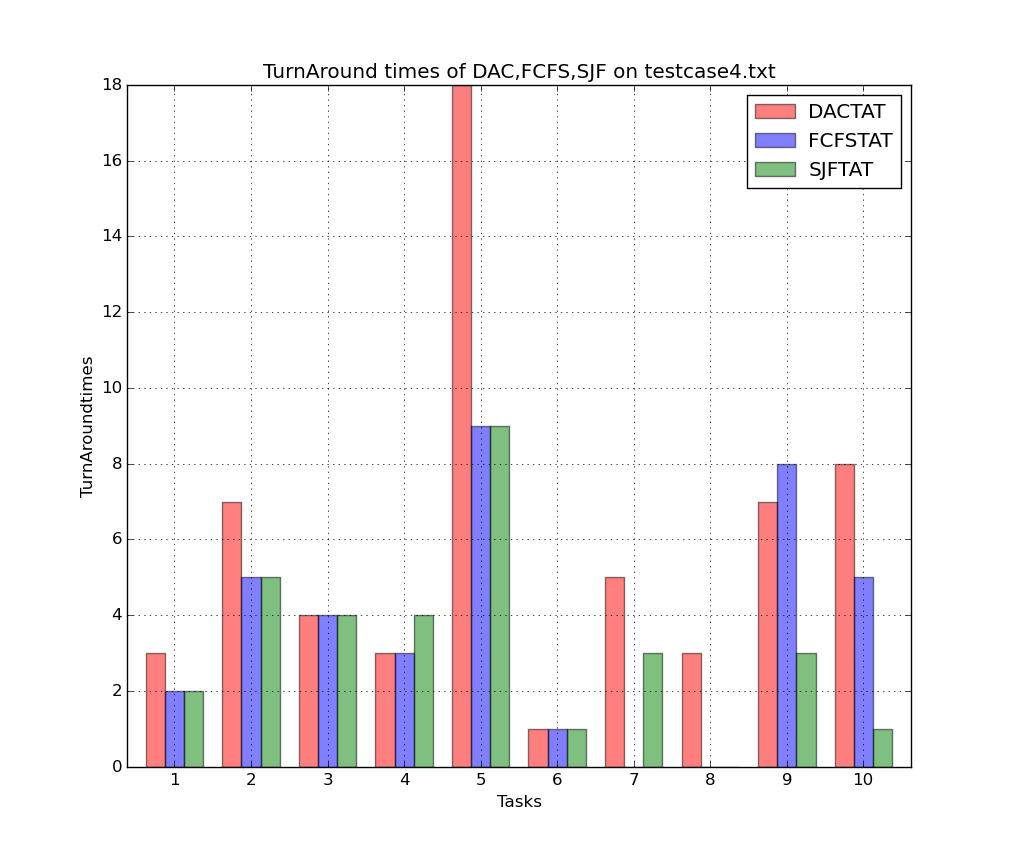 TurnAround times of DAC,FCFS,SJF on testcase4.txt
DACTAT
FCFSTAT
SJFTAT
TurnAroundtimes
18
16
14
12
10
8
6
4
2
0
1 2 3 4 5 6 7 8 9 10
Tasks